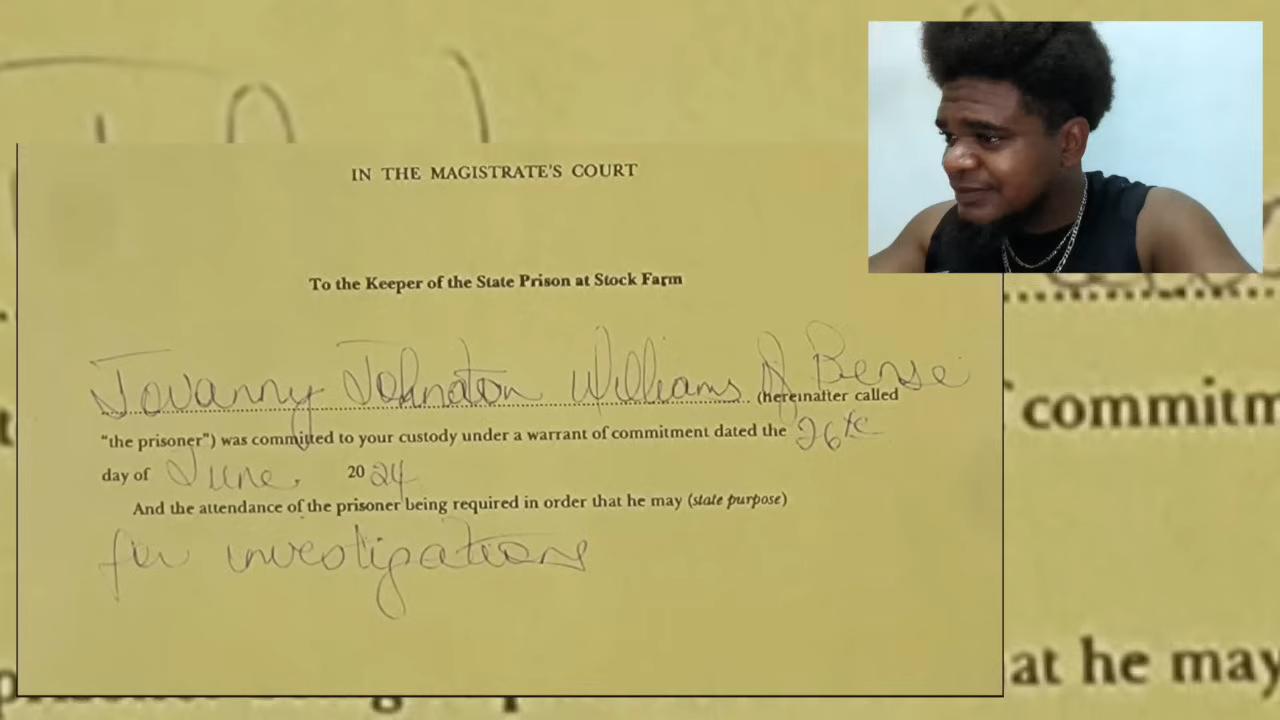 IN THE MAGISTRATE'S COURT
To the Keeper of the State Prison at Stock Farm
Jovanny Johnaton Williams of Bense
(hereinafter called
"the prisoner") was committed to your custody under a warrant of commitment dated the 26th
day of June, 2024
And the attendance of the prisoner being required in order that he may (state purpose)
for investigations
commitm
at he may